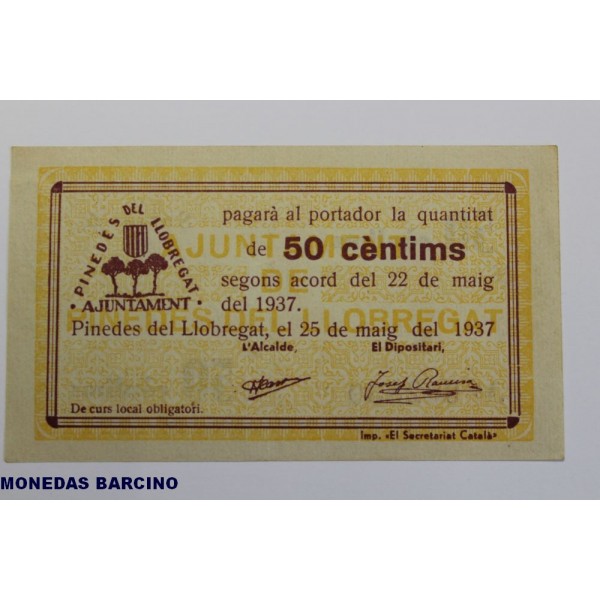 PINEDES DEL LLOBREGAT
· AJUNTAMENT ·
pagarà al portador la quantitat
de 50 cèntims
segons acord del 22 de maig
del 1937.
Pinedes del Llobregat, el 25 de maig del 1937
L'Alcalde,
El Dipositari,
De curs local obligatori.
Imp. «El Secretariat Català»
AJUNTAMENT
DE
PINEDES DEL LLOBREGAT
MONEDAS BARCINO